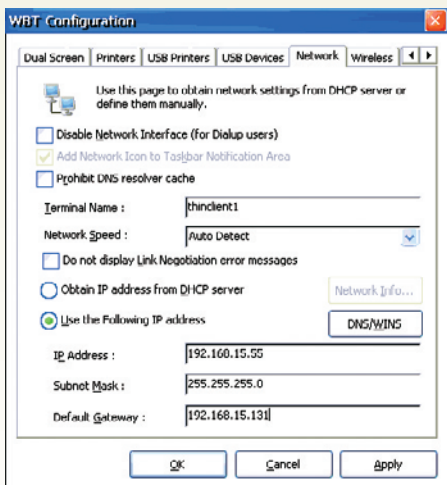 WBT Configuration
Dual Screen Printers USB Printers USB Devices Network Wireless
Use this page to obtain network settings from DHCP server or
define them manually.
Disable Network Interface (for Dialup users)
Add Network Icon to Taskbar Notification Area
Prohibit DNS resolver cache
Terminal Name : thinclient1
Network Speed : Auto Detect
Do not display Link Negotiation error messages
Obtain IP address from DHCP server Network Info...
Use the Following IP address DNS/WINS
IP Address : 192.160.15.55
Subnet Mask : 255.255.255.0
Default Gateway : 192.168.15.131
OK Cancel Apply